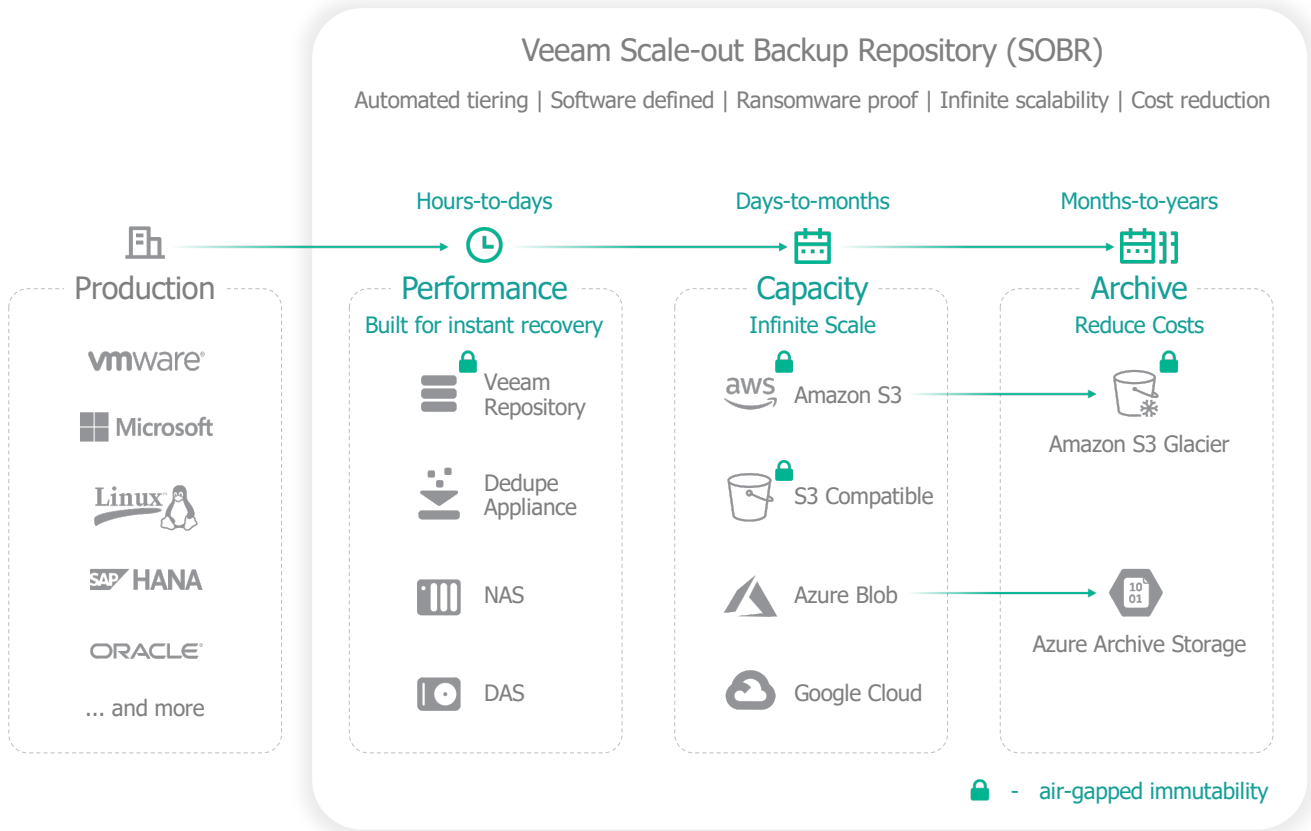 Veeam Scale-out Backup Repository (SOBR)
Automated tiering | Software defined | Ransomware proof | Infinite scalability | Cost reduction
Hours-to-days
Days-to-months
Months-to-years
Production
vmware®
Microsoft
Linux
SAP HANA
ORACLE®
... and more
Performance
Built for instant recovery
Veeam
Repository
Dedupe
Appliance
NAS
DAS
Capacity
Infinite Scale
aws
Amazon S3
S3 Compatible
Azure Blob
Google Cloud
Archive
Reduce Costs
Amazon S3 Glacier
10
01
Azure Archive Storage
- air-gapped immutability